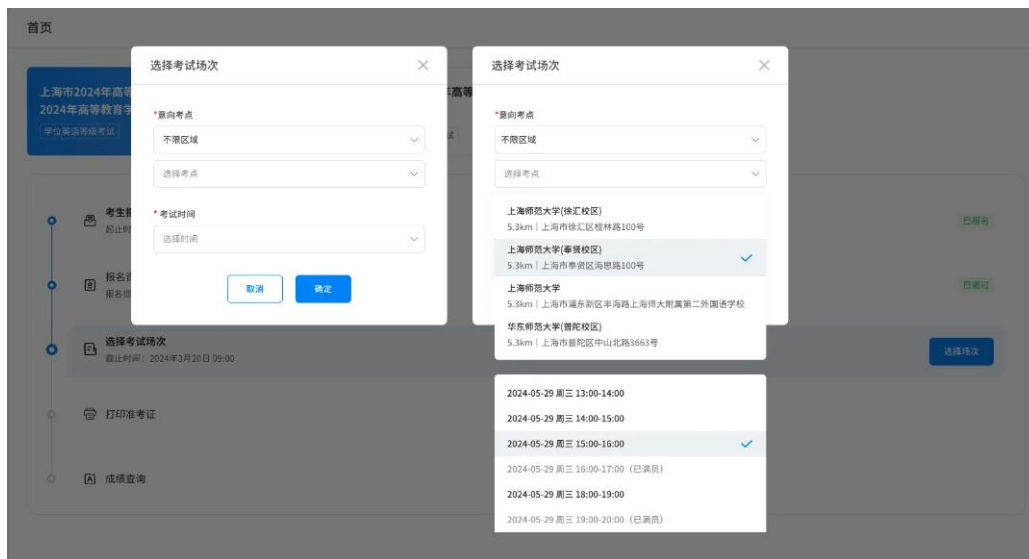 首页
选择考试场次
*意向考点
不限区域
选择考点
*考试时间
选择时间
取消
确定
选择考试场次
*意向考点
不限区域
选择考点
上海师范大学(徐汇校区)
5.3km｜上海市徐汇区桂林路100号
上海师范大学(奉贤校区)
5.3km｜上海市奉贤区海思路100号
上海师范大学
5.3km｜上海市浦东新区丰海路上海师大附属第二外国语学校
华东师范大学(普陀校区)
5.3km｜上海市普陀区中山北路3663号
2024-05-29 周三 13:00-14:00
2024-05-29 周三 14:00-15:00
2024-05-29 周三 15:00-16:00
2024-05-29 周三 16:00-17:00（已满员）
2024-05-29 周三 18:00-19:00
2024-05-29 周三 19:00-20:00（已满员）
上海市2024年高等
2024年高等教育学
学位英语等级考试
年高等
试
考生报
起止时
已报名
报名
报名
已通过
选择考试场次
截止时间：2024年3月20日 09:00
选择场次
打印准考证
成绩查询